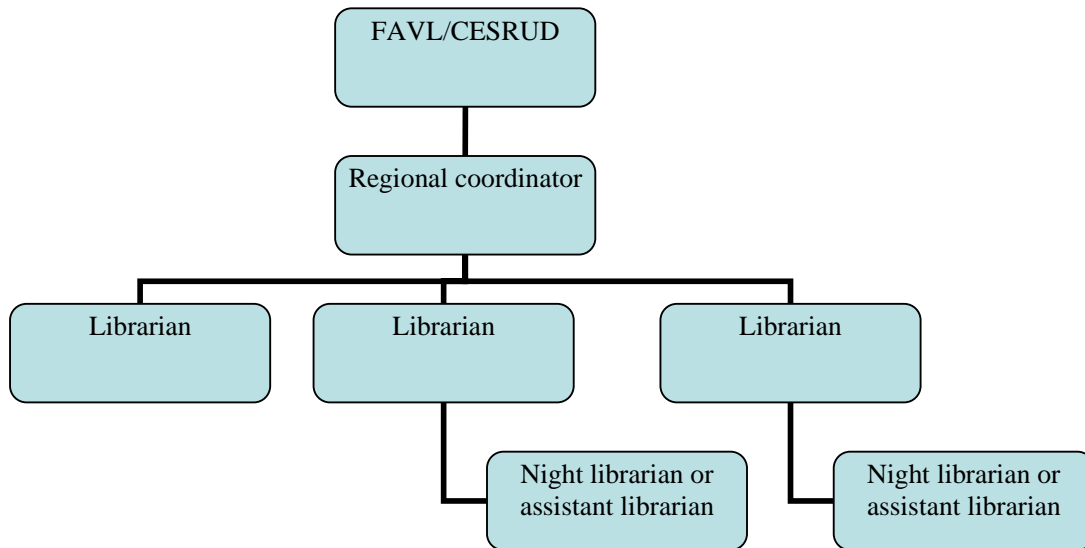 FAVL/CESRUD
Regional coordinator
Librarian
Librarian
Librarian
Night librarian or
assistant librarian
Night librarian or
assistant librarian